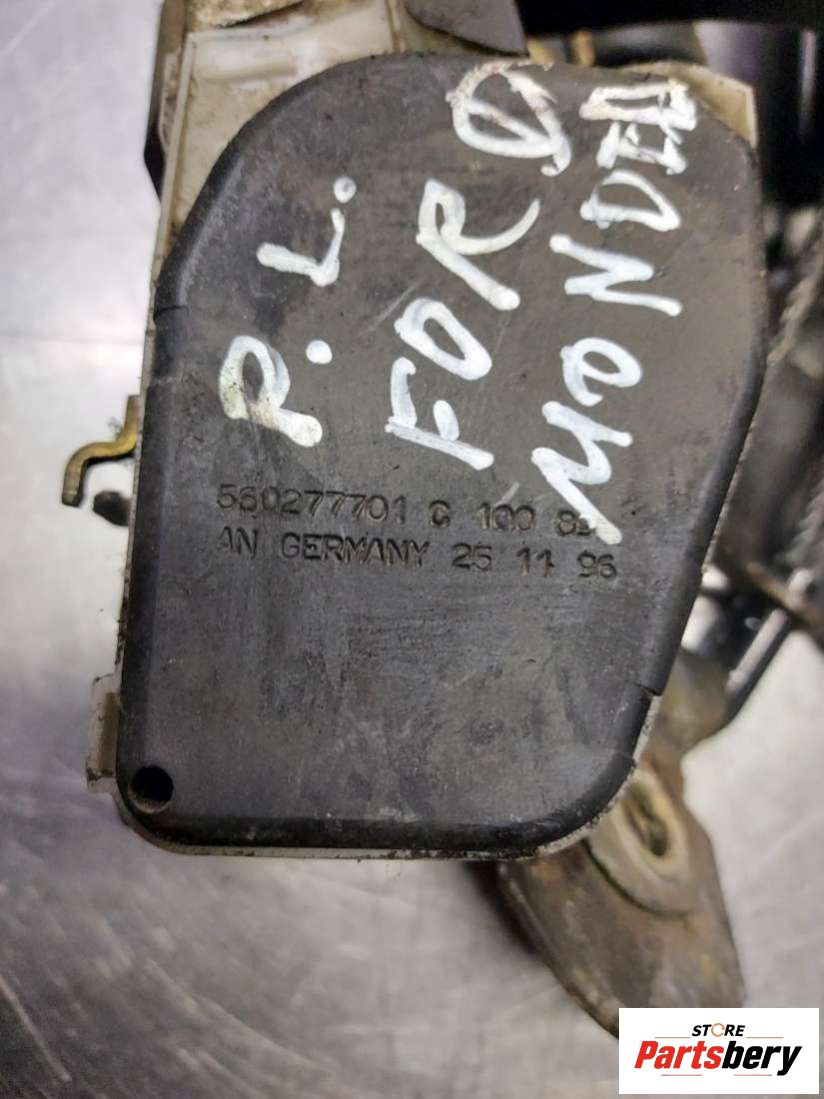 P.L.
FORD
MONDEO
560277701 C 100
AN GERMANY 25 11 96
STORE
Partsbery